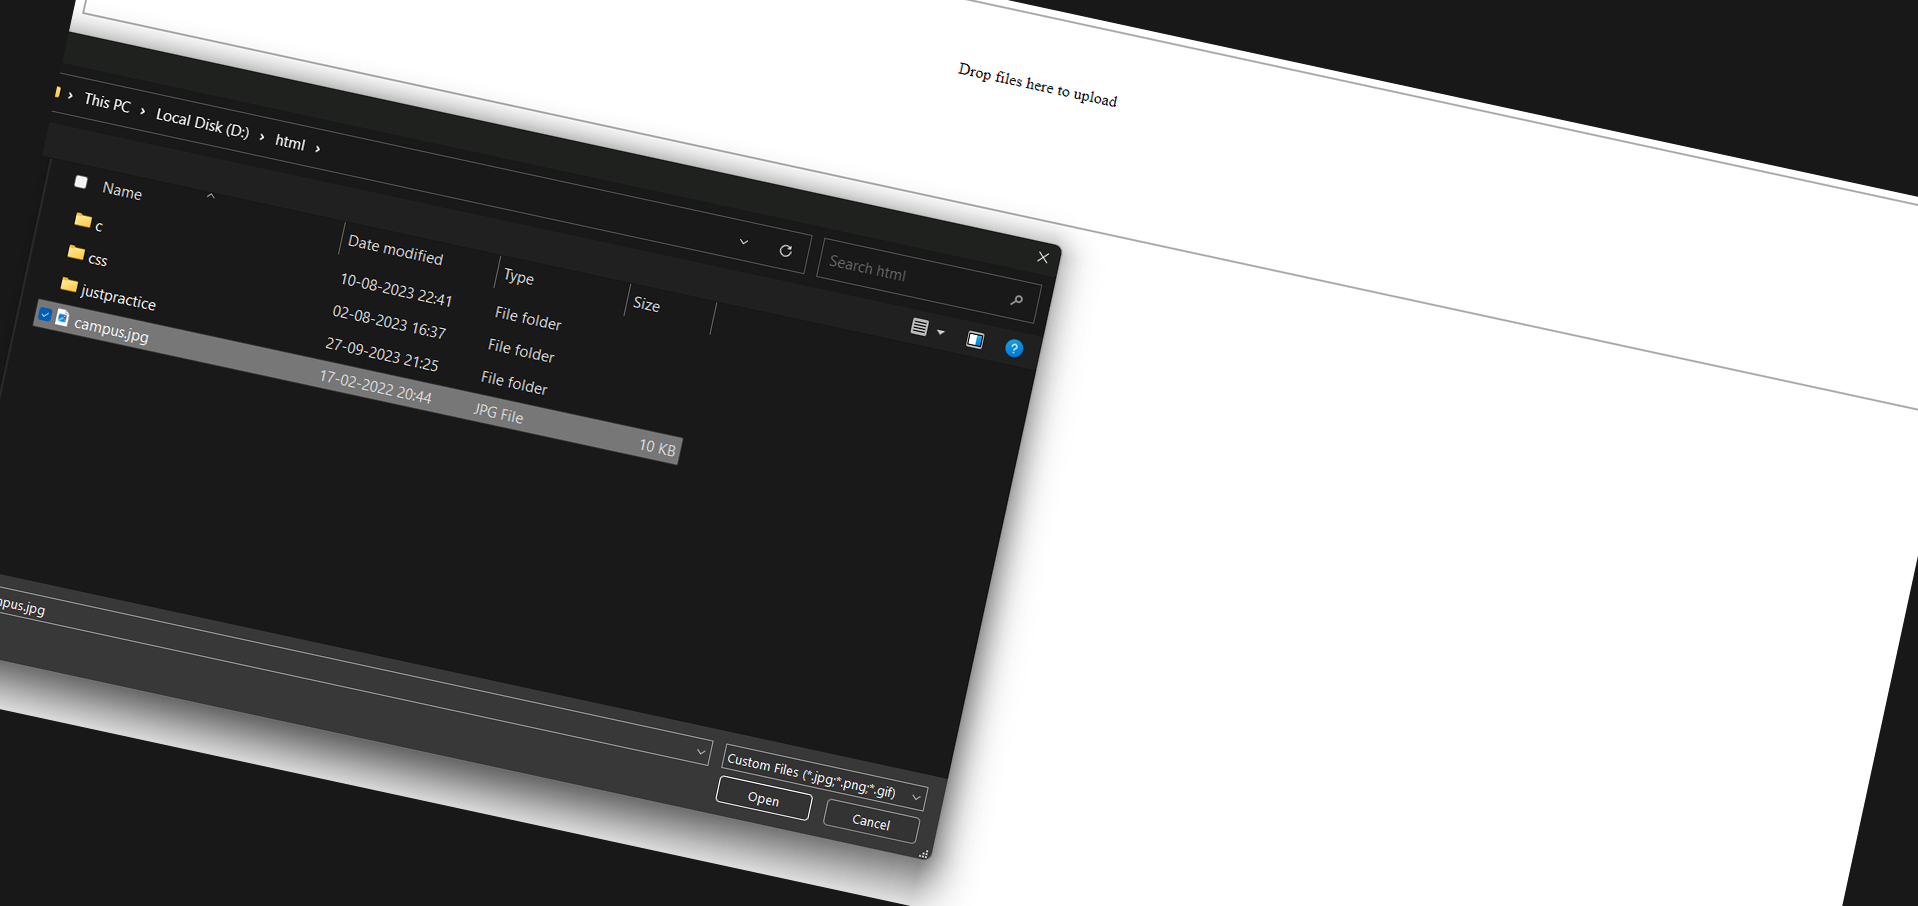 Drop files here to upload
This PC > Local Disk (D:) > html >
Search html
Name Date modified Type Size
c 10-08-2023 22:41 File folder
css 02-08-2023 16:37 File folder
justpractice 27-09-2023 21:25 File folder
campus.jpg 17-02-2022 20:44 JPG File 10 KB
pus.jpg
Custom Files (*.jpg;*.png;*.gif)
Open Cancel